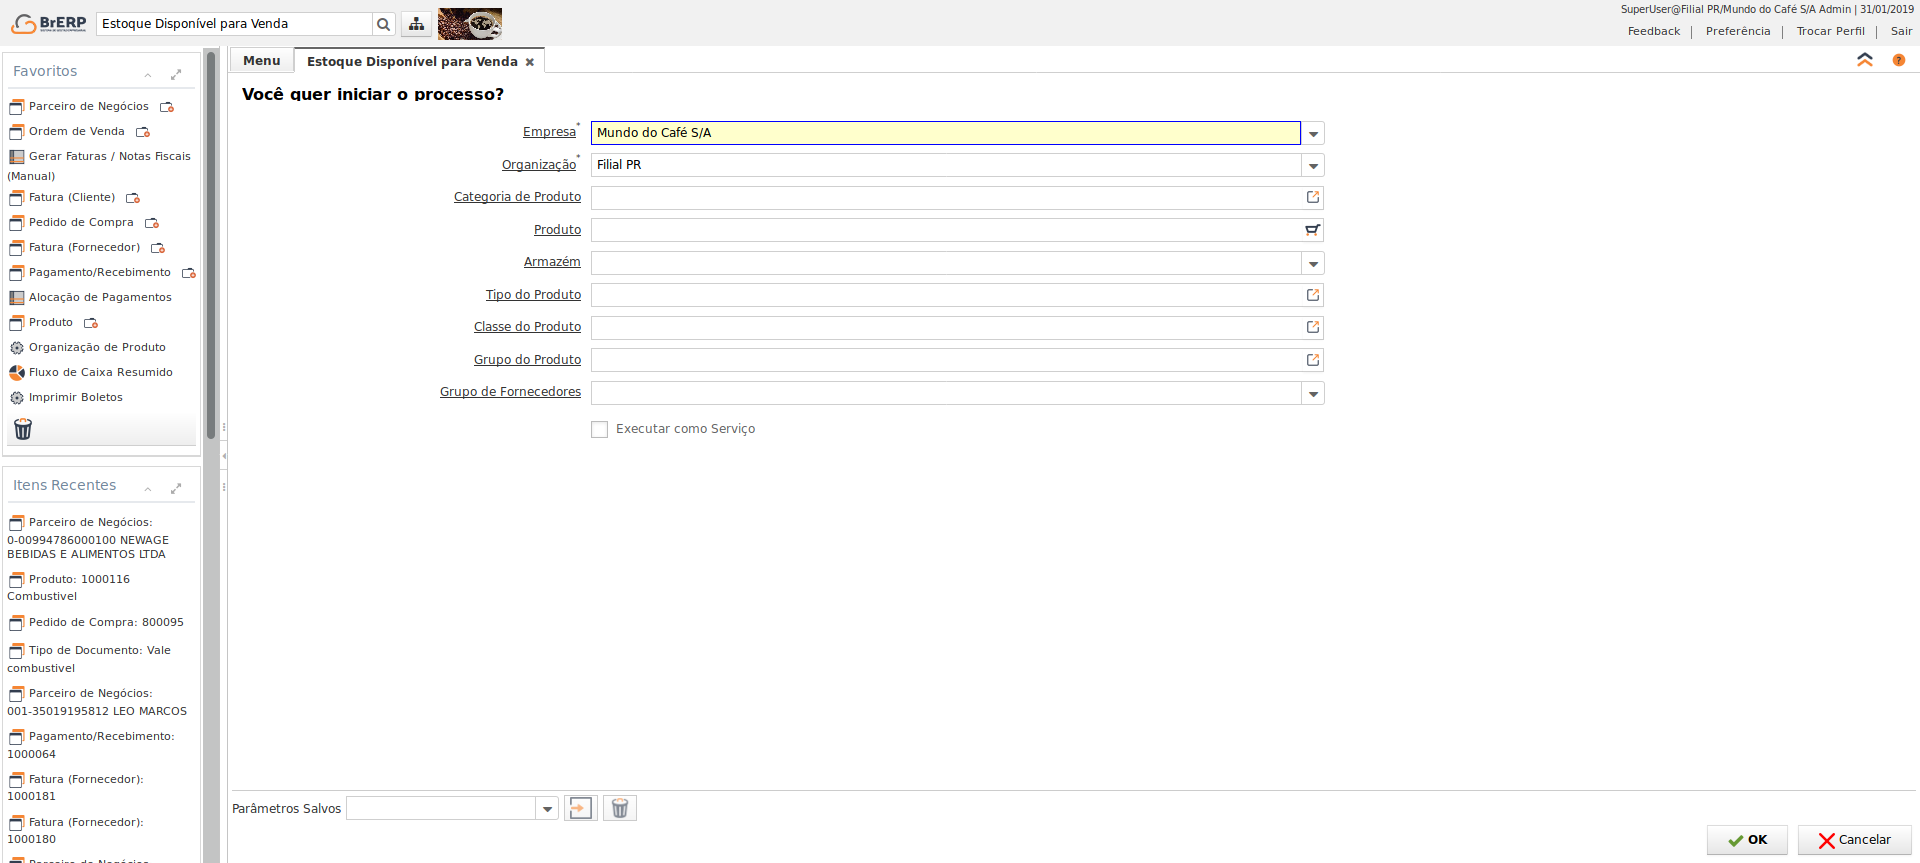 BrERP
Estoque Disponível para Venda
SuperUser@Filial PR/Mundo do Café S/A Admin | 31/01/2019
Feedback | Preferência | Trocar Perfil | Sair
Favoritos
Parceiro de Negócios
Ordem de Venda
Gerar Faturas / Notas Fiscais
(Manual)
Fatura (Cliente)
Pedido de Compra
Fatura (Fornecedor)
Pagamento/Recebimento
Alocação de Pagamentos
Produto
Organização de Produto
Fluxo de Caixa Resumido
Imprimir Boletos
Itens Recentes
Parceiro de Negócios:
0-00994786000100 NEWAGE
BEBIDAS E ALIMENTOS LTDA
Produto: 1000116
Combustivel
Pedido de Compra: 800095
Tipo de Documento: Vale
combustivel
Parceiro de Negócios:
001-35019195812 LEO MARCOS
Pagamento/Recebimento:
1000064
Fatura (Fornecedor):
1000181
Fatura (Fornecedor):
1000180
Menu
Estoque Disponível para Venda
Você quer iniciar o processo?
Empresa* Mundo do Café S/A
Organização* Filial PR
Categoria de Produto
Produto
Armazém
Tipo do Produto
Classe do Produto
Grupo do Produto
Grupo de Fornecedores
Executar como Serviço
Parâmetros Salvos
OK
Cancelar